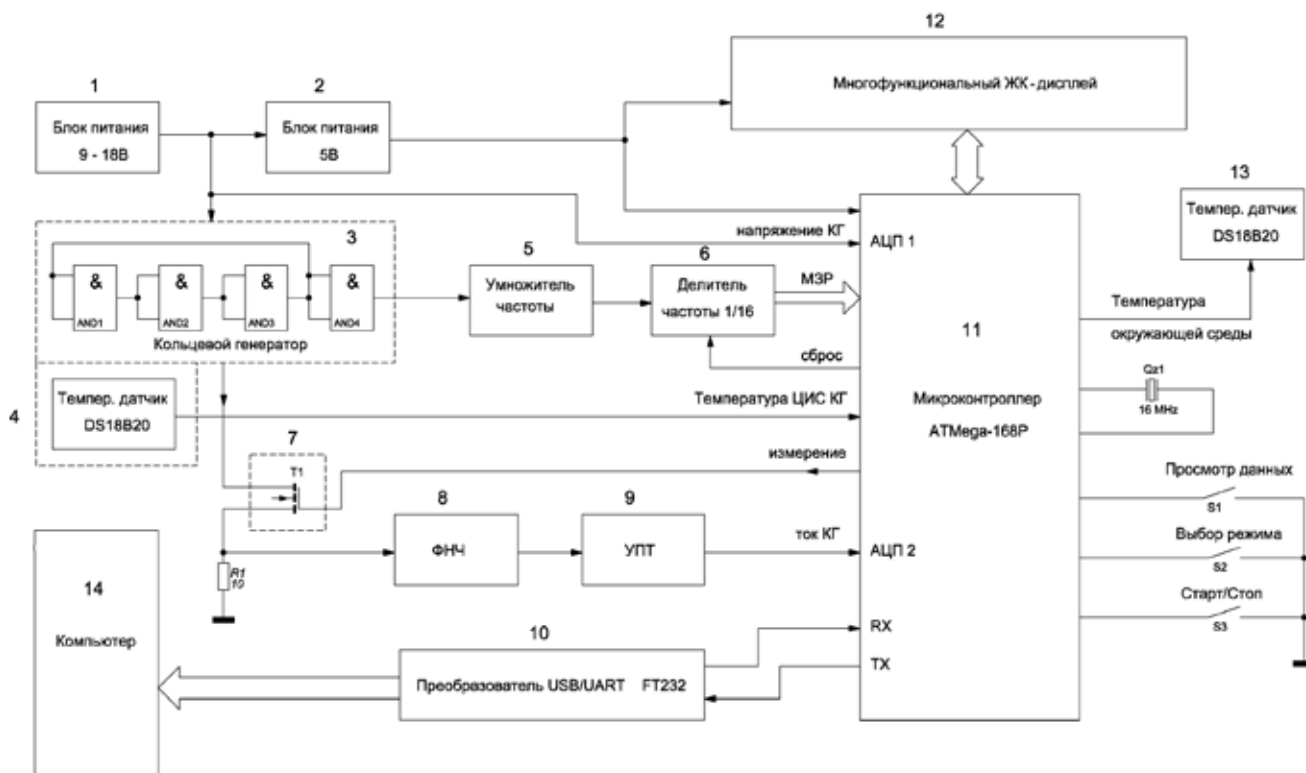 12
Многофункциональный ЖК-дисплей
1
Блок питания
9 - 18В
2
Блок питания
5В
13
Темпер. датчик
DS18B20
3
&
AND1
&
AND2
&
AND3
&
AND4
Кольцевой генератор
5
Умножитель
частоты
6
Делитель
частоты 1/16
напряжение КГ
АЦП 1
МЗР
сброс
11
Микроконтроллер
ATMega-168P
Температура
окружающей среды
Qz1
16 MHz
4
Темпер. датчик
DS18B20
Температура ЦИС КГ
7
T1
измерение
8
ФНЧ
9
УПТ
ток КГ
АЦП 2
R1
10
Просмотр данных
S1
Выбор режима
S2
Старт/Стоп
S3
14
Компьютер
10
Преобразователь USB/UART FT232
RX
TX